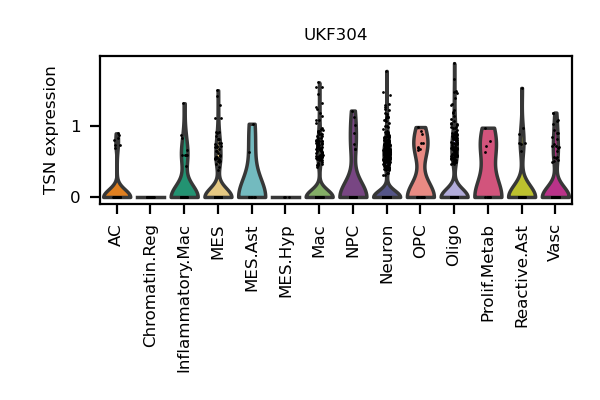 UKF304
TSN expression
1
0
AC
Chromatin.Reg
Inflammatory.Mac
MES
MES.Ast
MES.Hyp
Mac
NPC
Neuron
OPC
Oligo
Prolif.Metab
Reactive.Ast
Vasc